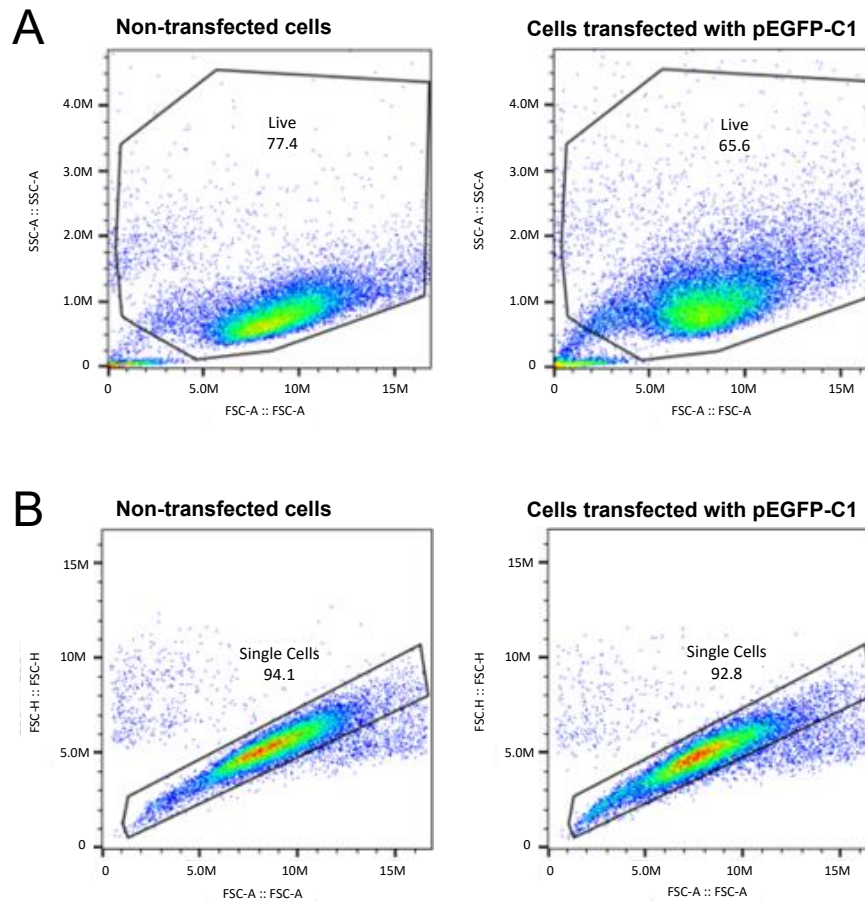 A
Non-transfected cells
Cells transfected with pEGFP-C1
SSC-A :: SSC-A
4.0M
3.0M
2.0M
1.0M
0
Live
77.4
0
5.0M
10M
15M
FSC-A :: FSC-A
SSC-A :: SSC-A
4.0M
3.0M
2.0M
1.0M
0
Live
65.6
0
5.0M
10M
15M
FSC-A :: FSC-A
B
Non-transfected cells
Cells transfected with pEGFP-C1
FSC-H :: FSC-H
15M
10M
5.0M
0
Single Cells
94.1
0
5.0M
10M
15M
FSC-A :: FSC-A
FSC.H :: FSC-H
15M
10M
5.0M
0
Single Cells
92.8
0
5.0M
10M
15M
FSC-A :: FSC-A